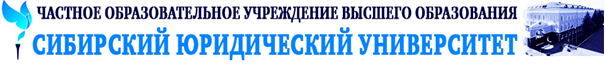 ЧАСТНОЕ ОБРАЗОВАТЕЛЬНОЕ УЧРЕЖДЕНИЕ ВЫСШЕГО ОБРАЗОВАНИЯ
СИБИРСКИЙ ЮРИДИЧЕСКИЙ УНИВЕРСИТЕТ